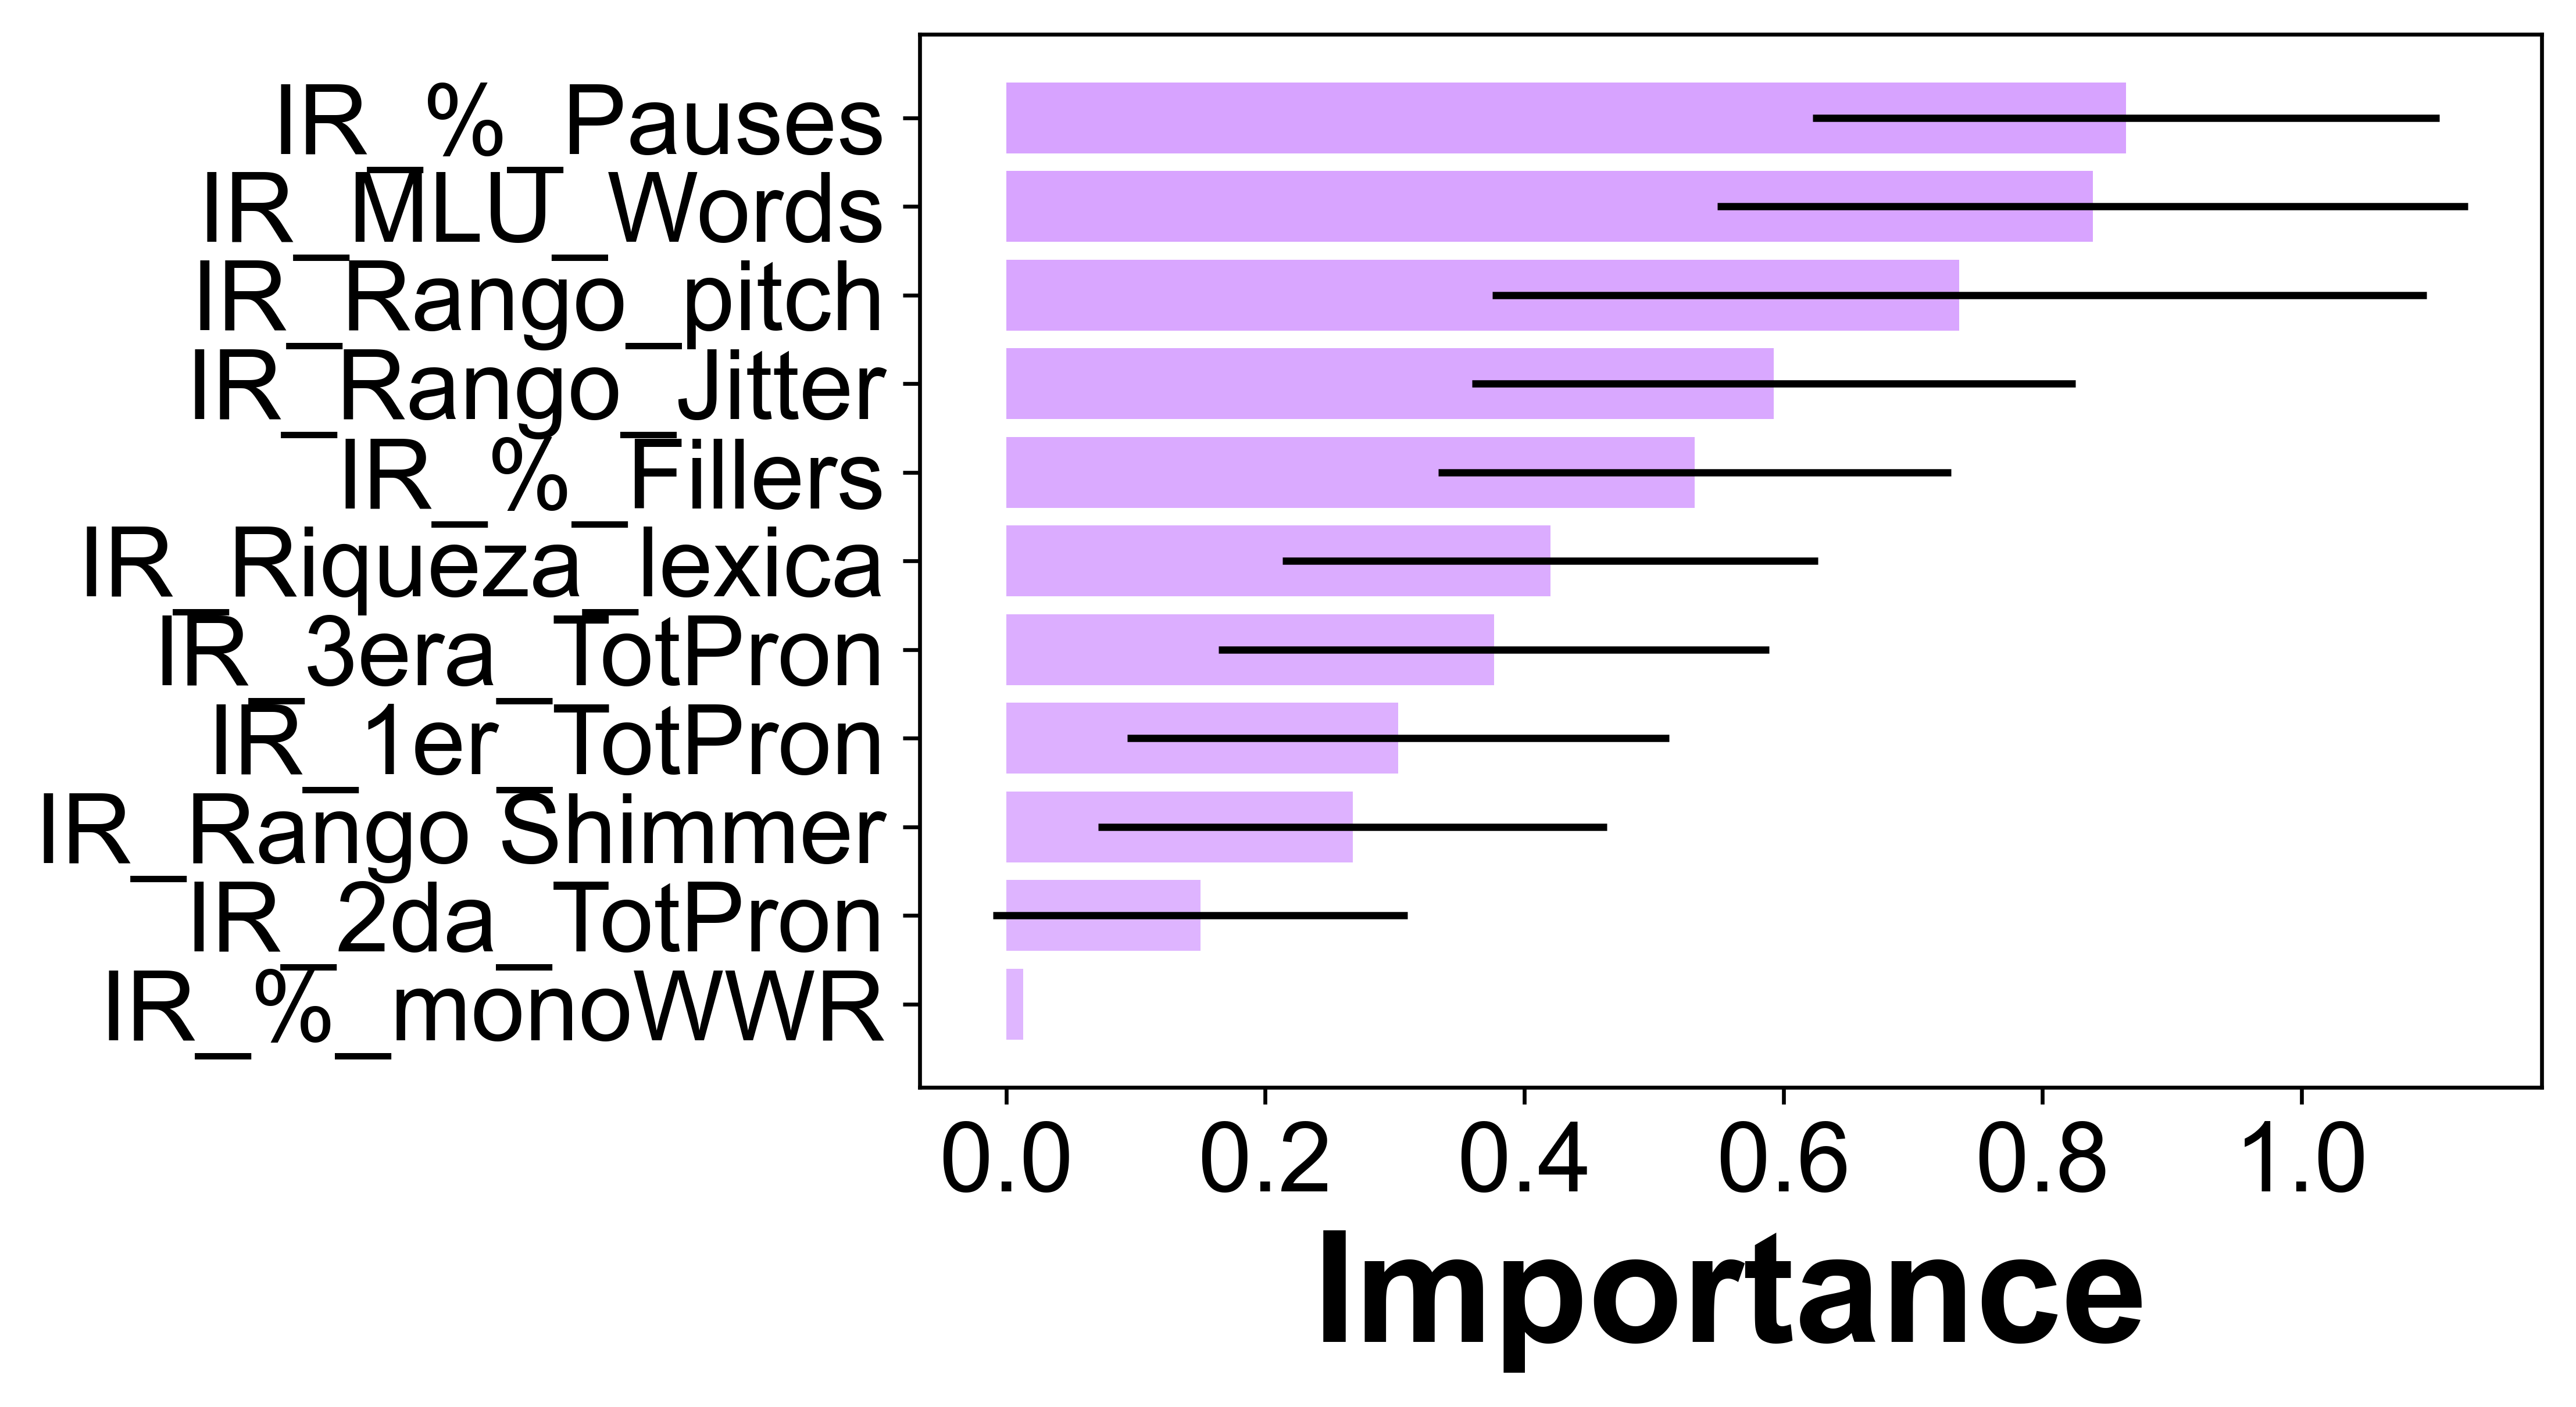 IR_%_Pauses
IR_MLU_Words
IR_Rango_pitch
IR_Rango_Jitter
IR_%_Fillers
IR_Riqueza_lexica
IR_3era_TotPron
IR_1er_TotPron
IR_Rango Shimmer
IR_2da_TotPron
IR_%_monoWWR
0.0 0.2 0.4 0.6 0.8 1.0
Importance